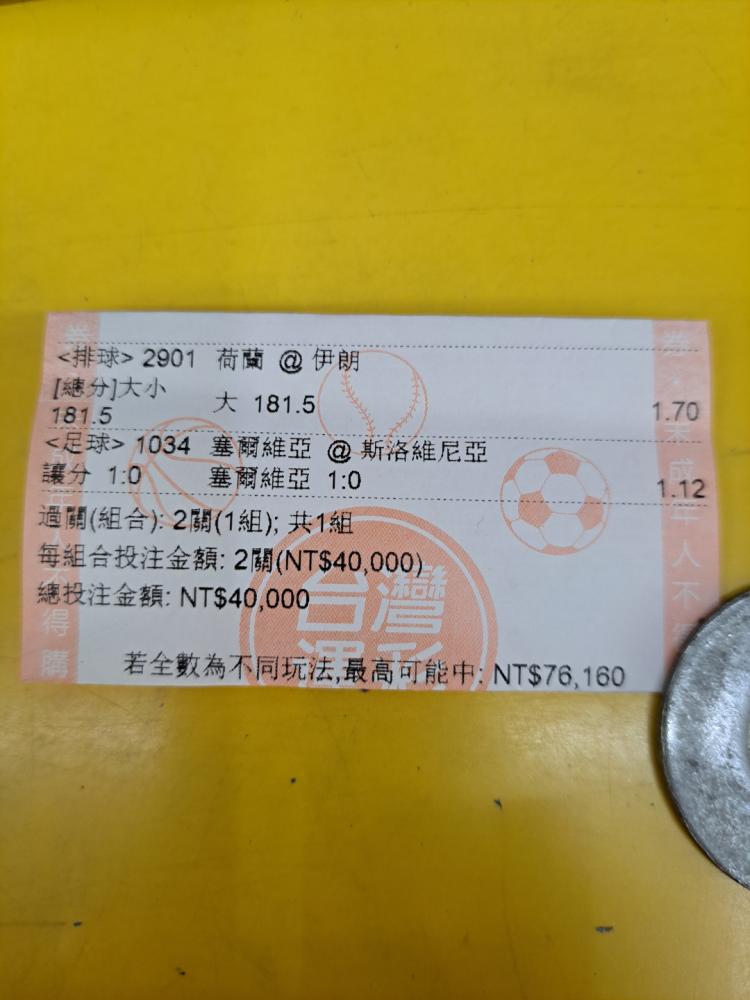 <排球> 2901 荷蘭 @ 伊朗
[總分]大小
181.5 大 181.5 1.70
<足球> 1034 塞爾維亞 @ 斯洛維尼亞
讓分 1:0 塞爾維亞 1:0 1.12
過關(組合): 2關(1組); 共1組
每組合投注金額: 2關(NT$40,000)
總投注金額: NT$40,000
若全數為不同玩法,最高可能中: NT$76,160
台灣
運彩